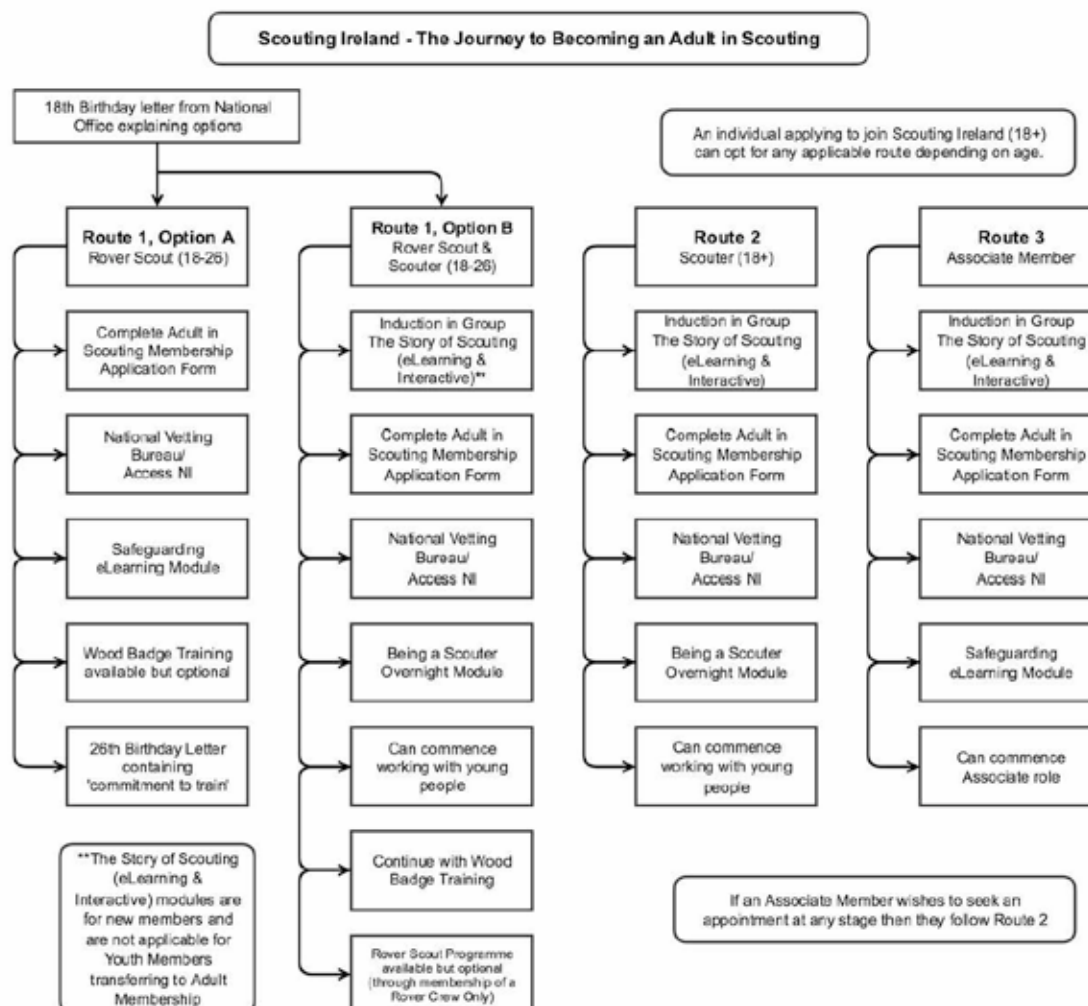 Scouting Ireland - The Journey to Becoming an Adult in Scouting
18th Birthday letter from National
Office explaining options
An individual applying to join Scouting Ireland (18+)
can opt for any applicable route depending on age.
Route 1, Option A
Rover Scout (18-26)
Complete Adult in
Scouting Membership
Application Form
National Vetting
Bureau/
Access NI
Safeguarding
eLearning Module
Wood Badge Training
available but optional
26th Birthday Letter
containing
'commitment to train'
**The Story of Scouting
(eLearning &
Interactive) modules are
for new members and
are not applicable for
Youth Members
transferring to Adult
Membership
Route 1, Option B
Rover Scout &
Scouter (18-26)
Induction in Group
The Story of Scouting
(eLearning &
Interactive)**
Complete Adult in
Scouting Membership
Application Form
National Vetting
Bureau/
Access NI
Being a Scouter
Overnight Module
Can commence
working with young
people
Continue with Wood
Badge Training
Rover Scout Programme
available but optional
(through membership of a
Rover Crew Only)
Route 2
Scouter (18+)
Induction in Group
The Story of Scouting
(eLearning &
Interactive)
Complete Adult in
Scouting Membership
Application Form
National Vetting
Bureau/
Access NI
Being a Scouter
Overnight Module
Can commence
working with young
people
Route 3
Associate Member
Induction in Group
The Story of Scouting
(eLearning &
Interactive)
Complete Adult in
Scouting Membership
Application Form
National Vetting
Bureau/
Access NI
Safeguarding
eLearning Module
Can commence
Associate role
If an Associate Member wishes to seek an
appointment at any stage then they follow Route 2